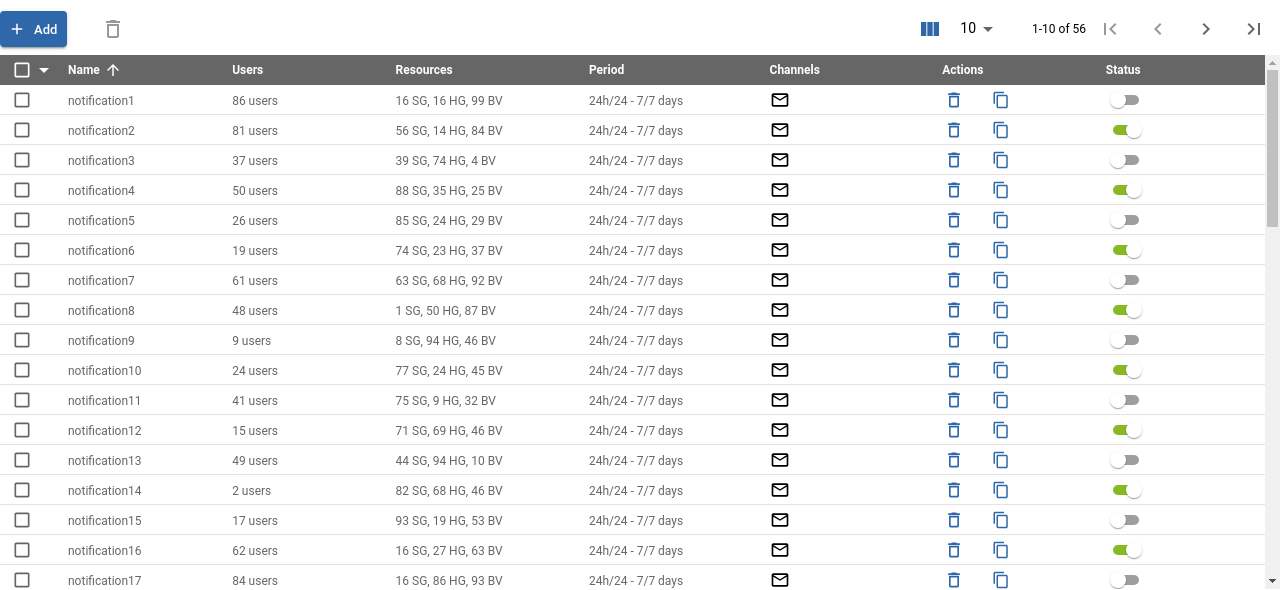 Add 10 1-10 of 56
Name Users Resources Period Channels Actions Status
notification1 86 users 16 SG, 16 HG, 99 BV 24h/24 - 7/7 days
notification2 81 users 56 SG, 14 HG, 84 BV 24h/24 - 7/7 days
notification3 37 users 39 SG, 74 HG, 4 BV 24h/24 - 7/7 days
notification4 50 users 88 SG, 35 HG, 25 BV 24h/24 - 7/7 days
notification5 26 users 85 SG, 24 HG, 29 BV 24h/24 - 7/7 days
notification6 19 users 74 SG, 23 HG, 37 BV 24h/24 - 7/7 days
notification7 61 users 63 SG, 68 HG, 92 BV 24h/24 - 7/7 days
notification8 48 users 1 SG, 50 HG, 87 BV 24h/24 - 7/7 days
notification9 9 users 8 SG, 94 HG, 46 BV 24h/24 - 7/7 days
notification10 24 users 77 SG, 24 HG, 45 BV 24h/24 - 7/7 days
notification11 41 users 75 SG, 9 HG, 32 BV 24h/24 - 7/7 days
notification12 15 users 71 SG, 69 HG, 46 BV 24h/24 - 7/7 days
notification13 49 users 44 SG, 94 HG, 10 BV 24h/24 - 7/7 days
notification14 2 users 82 SG, 68 HG, 46 BV 24h/24 - 7/7 days
notification15 17 users 93 SG, 19 HG, 53 BV 24h/24 - 7/7 days
notification16 62 users 16 SG, 27 HG, 63 BV 24h/24 - 7/7 days
notification17 84 users 16 SG, 86 HG, 93 BV 24h/24 - 7/7 days